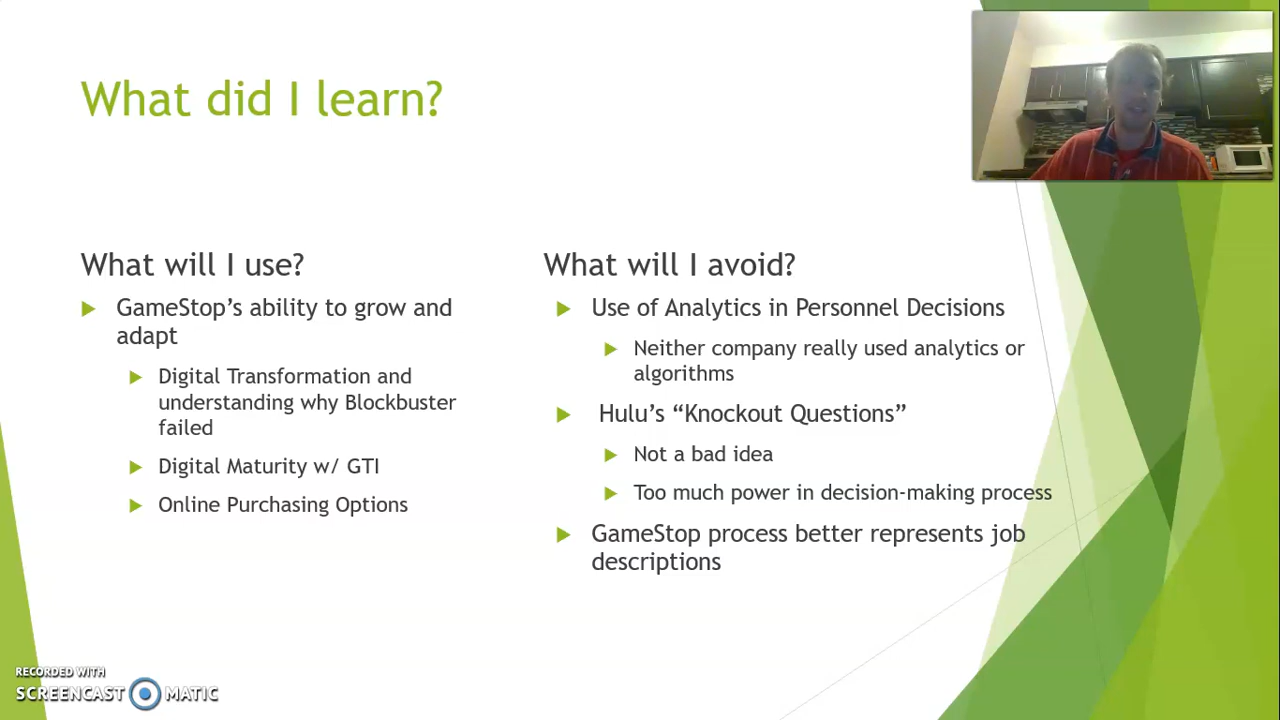 What did I learn?
What will I use?
GameStop's ability to grow and
adapt
Digital Transformation and
understanding why Blockbuster
failed
Digital Maturity w/ GTI
Online Purchasing Options
What will I avoid?
Use of Analytics in Personnel Decisions
Neither company really used analytics or
algorithms
Hulu's “Knockout Questions”
Not a bad idea
Too much power in decision-making process
GameStop process better represents job
descriptions
RECORDED WITH
SCREENCAST MATIC